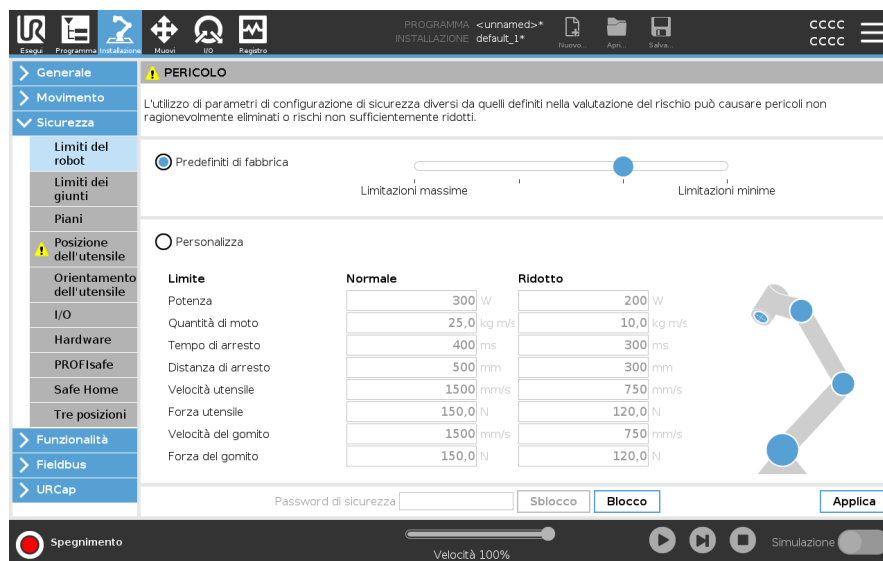 PROGRAMMA <unnamed>*
INSTALLAZIONE default_1*
Esegui
Programma
Installazione
Muovi
I/O
Registro
Nuovo...
Apri...
Salva...
CCCC
CCCC
Generale
Movimento
Sicurezza
Limiti del robot
Limiti dei giunti
Piani
Posizione dell'utensile
Orientamento dell'utensile
I/O
Hardware
PROFIsafe
Safe Home
Tre posizioni
Funzionalità
Fieldbus
URCap
PERICOLO
L'utilizzo di parametri di configurazione di sicurezza diversi da quelli definiti nella valutazione del rischio può causare pericoli non
ragionevolmente eliminati o rischi non sufficientemente ridotti.
Predefiniti di fabbrica
Limitazioni massime
Limitazioni minime
Personalizza
Limite Normale Ridotto
Potenza 300 W 200 W
Quantità di moto 25,0 kg m/s 10,0 kg m/s
Tempo di arresto 400 ms 300 ms
Distanza di arresto 500 mm 300 mm
Velocità utensile 1500 mm/s 750 mm/s
Forza utensile 150,0 N 120,0 N
Velocità del gomito 1500 mm/s 750 mm/s
Forza del gomito 150,0 N 120,0 N
Password di sicurezza
Sblocco
Blocco
Applica
Spegnimento
Velocità 100%
Simulazione